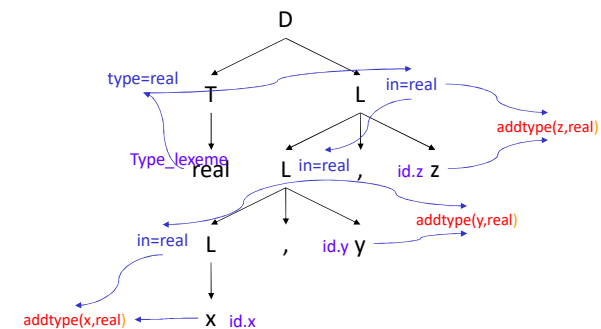 D
type=real
T L in=real
addtype(z,real)
Type_lexeme
real L in=real , id.z z
addtype(y,real)
in=real L , id.y y
addtype(x,real) x id.x